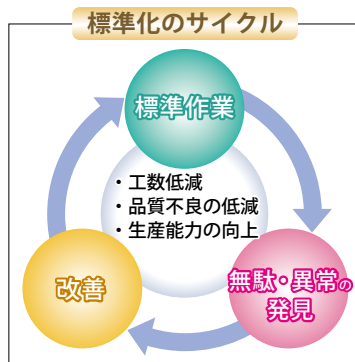 標準化のサイクル
標準作業
・工数低減
・品質不良の低減
・生産能力の向上
改善
無駄・異常の
発見